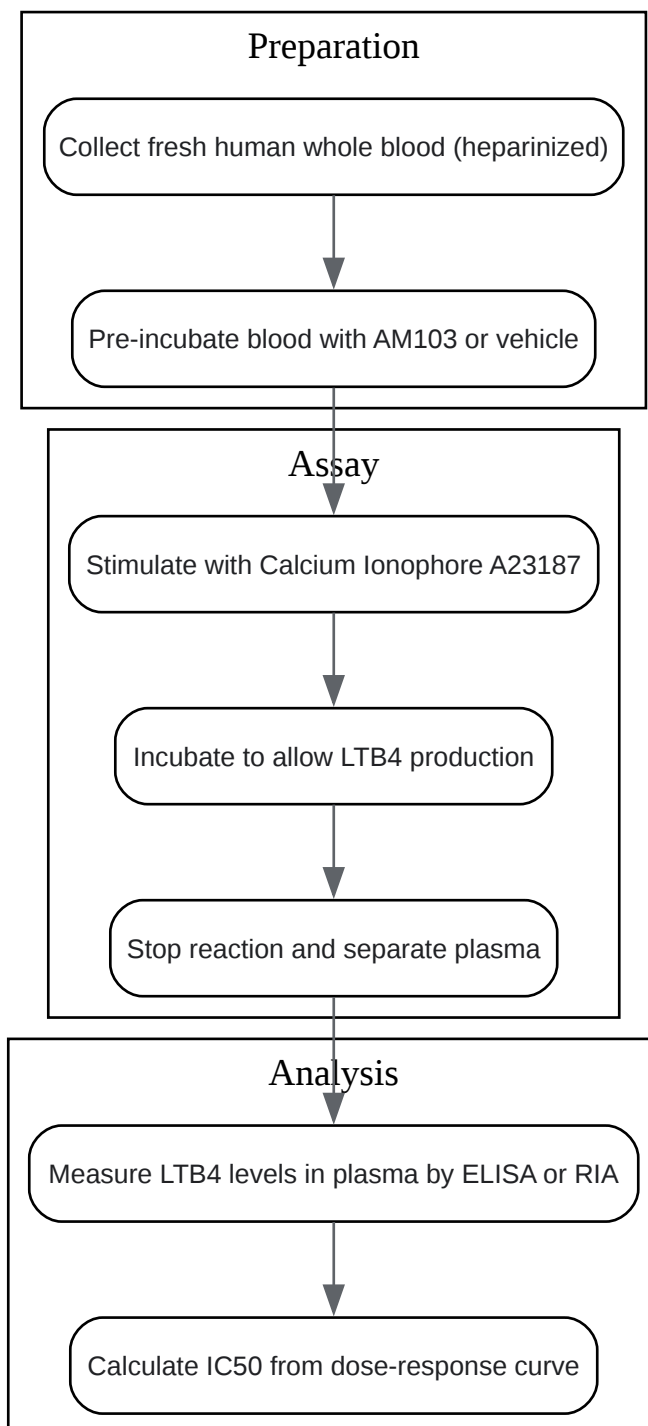 Preparation
Collect fresh human whole blood (heparinized)
Pre-incubate blood with AM103 or vehicle
Assay
Stimulate with Calcium Ionophore A23187
Incubate to allow LTB4 production
Stop reaction and separate plasma
Analysis
Measure LTB4 levels in plasma by ELISA or RIA
Calculate IC50 from dose-response curve